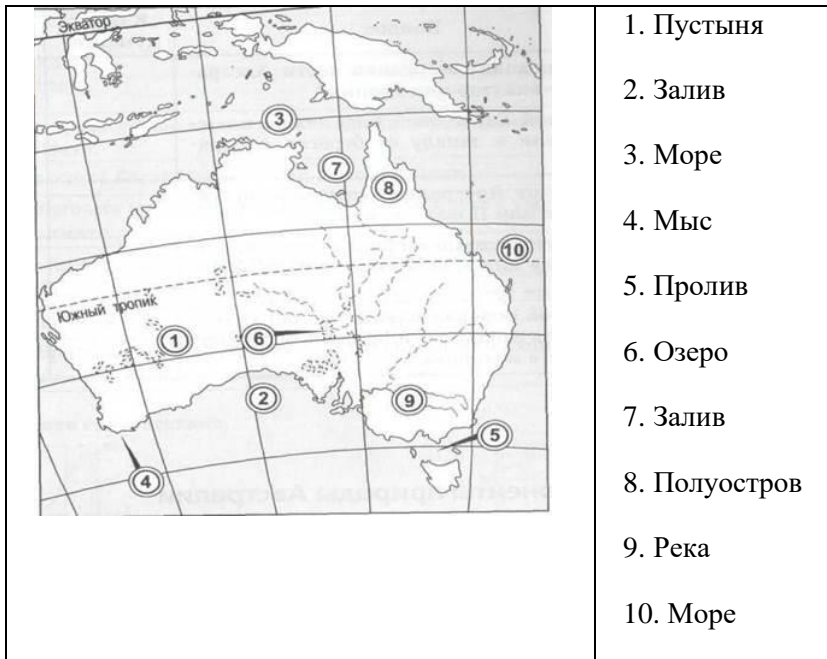 Экватор
3
7
8
10
Южный тропик
1
6
2
9
5
4
1. Пустыня
2. Залив
3. Море
4. Мыс
5. Пролив
6. Озеро
7. Залив
8. Полуостров
9. Река
10. Море